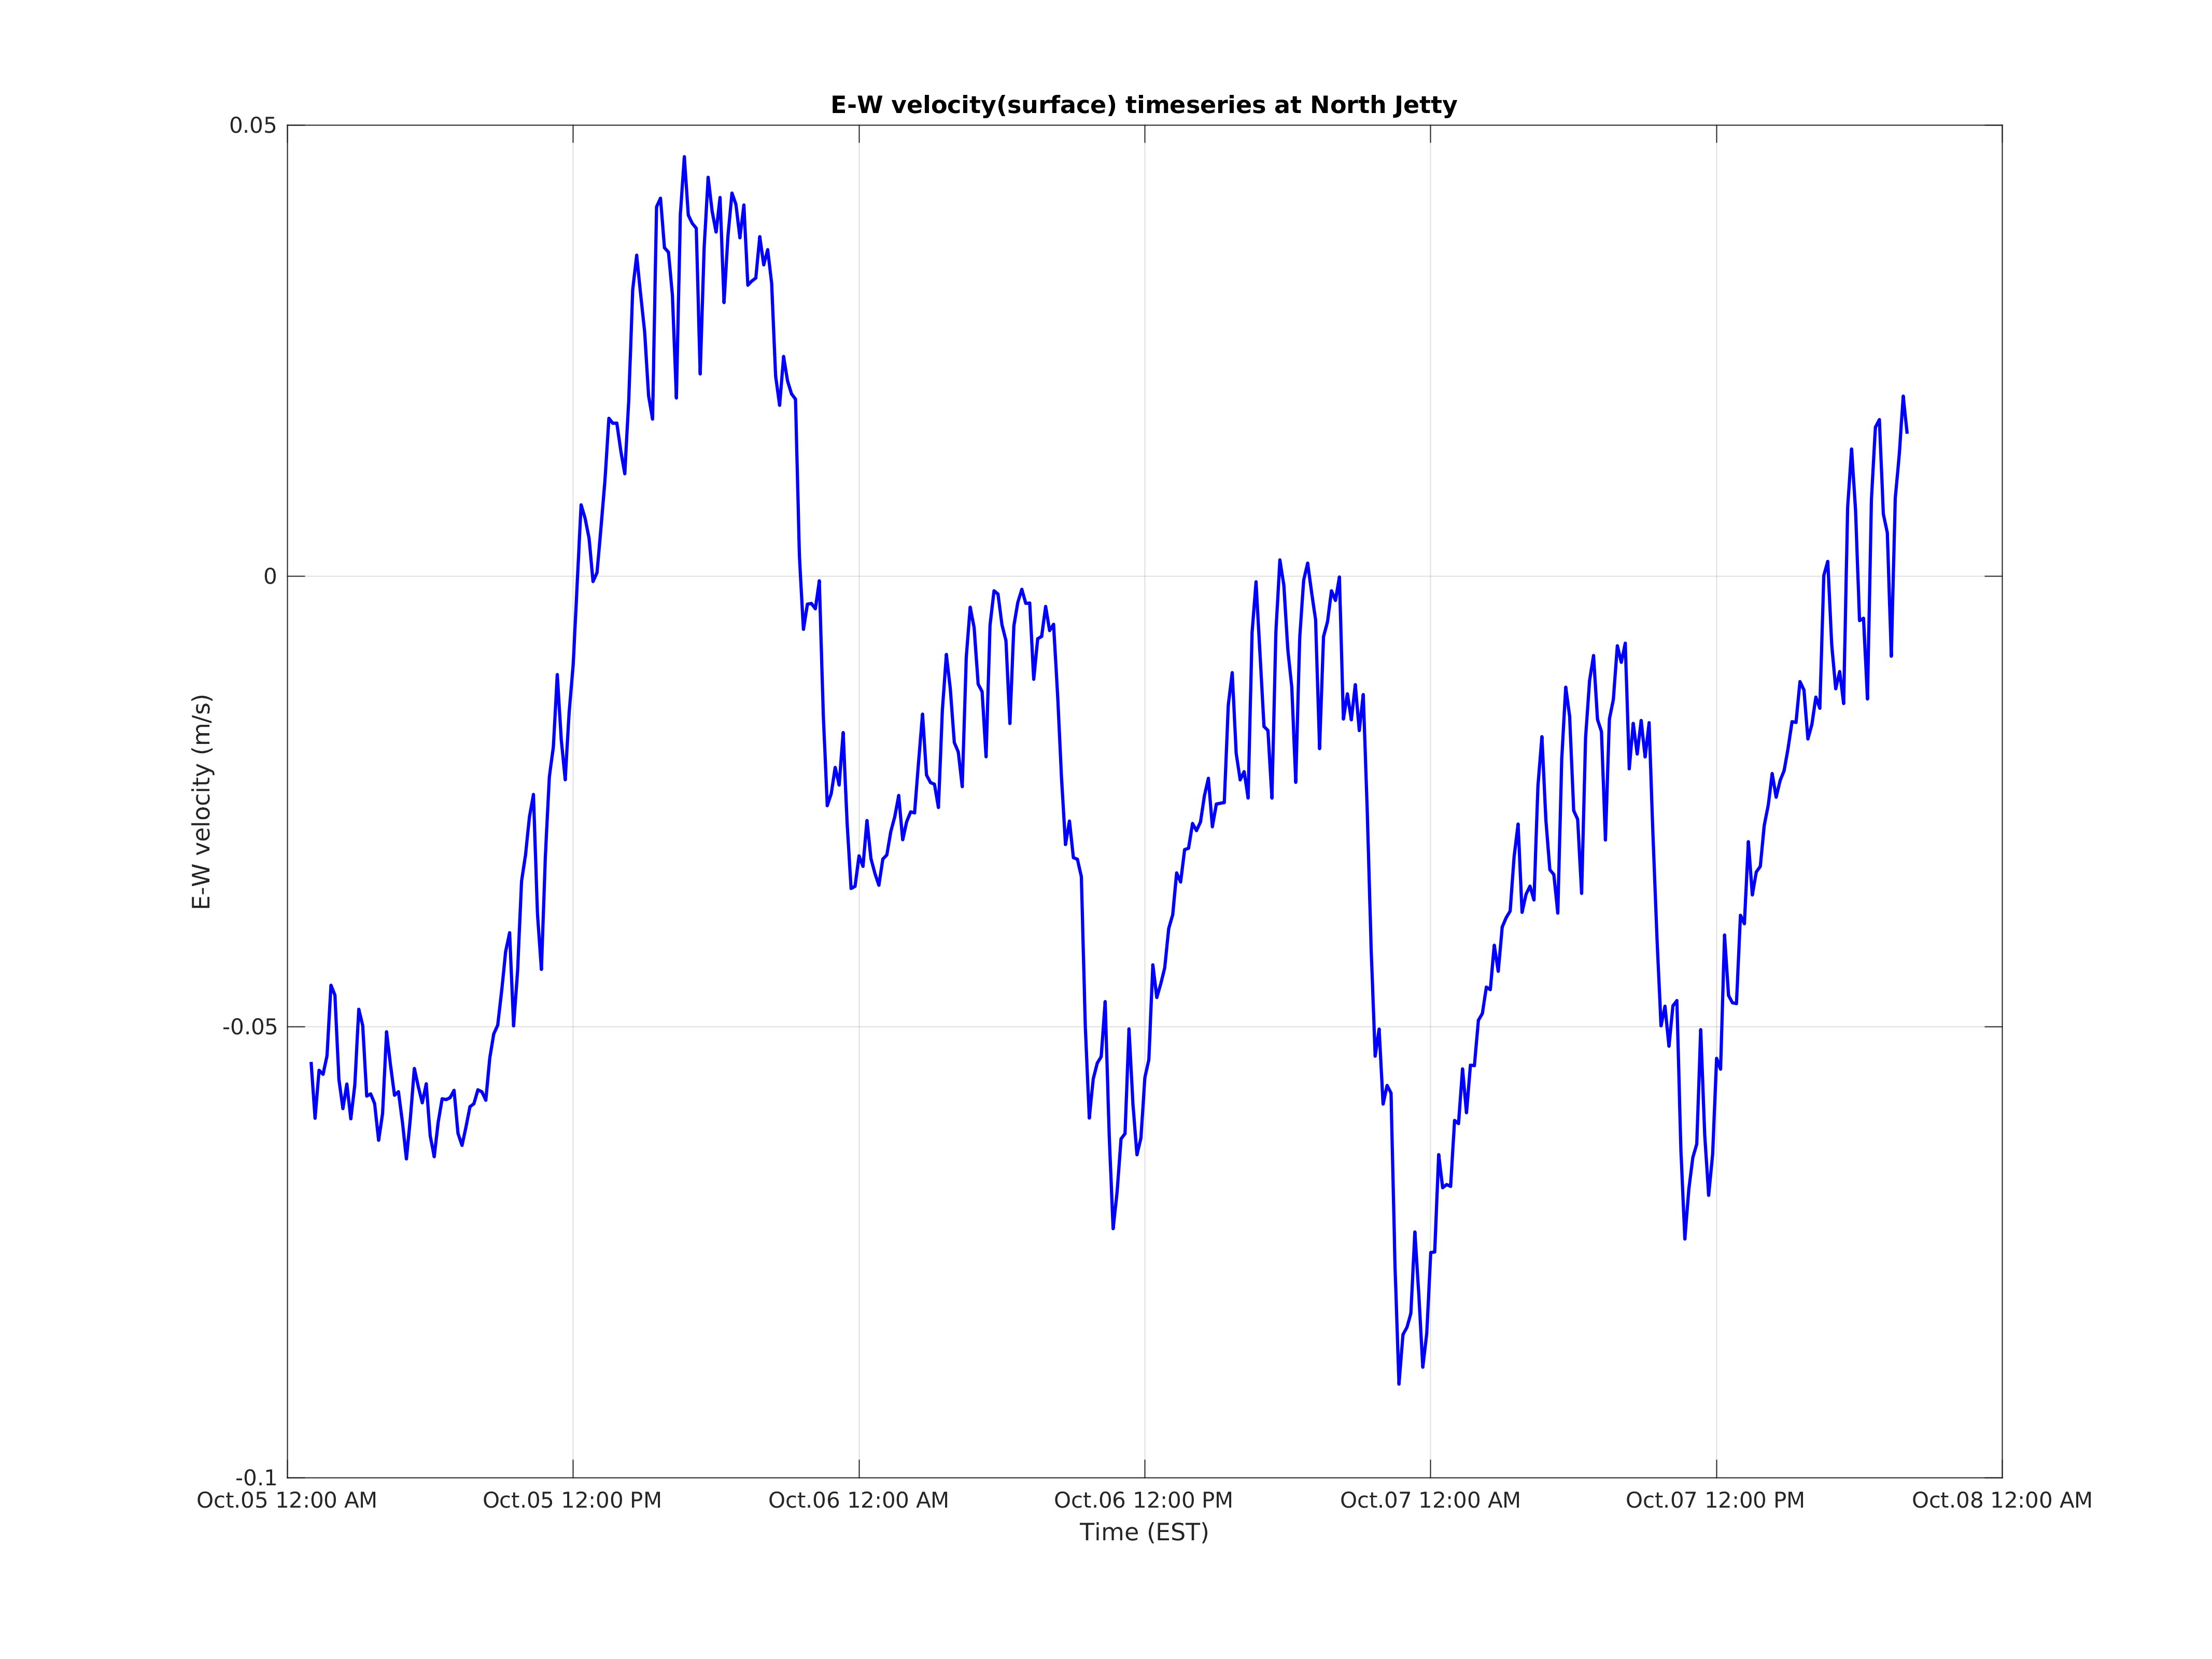 E-W velocity(surface) timeseries at North Jetty
0.05
0
-0.05
-0.1
E-W velocity (m/s)
Oct.05 12:00 AM Oct.05 12:00 PM Oct.06 12:00 AM Oct.06 12:00 PM Oct.07 12:00 AM Oct.07 12:00 PM Oct.08 12:00 AM
Time (EST)